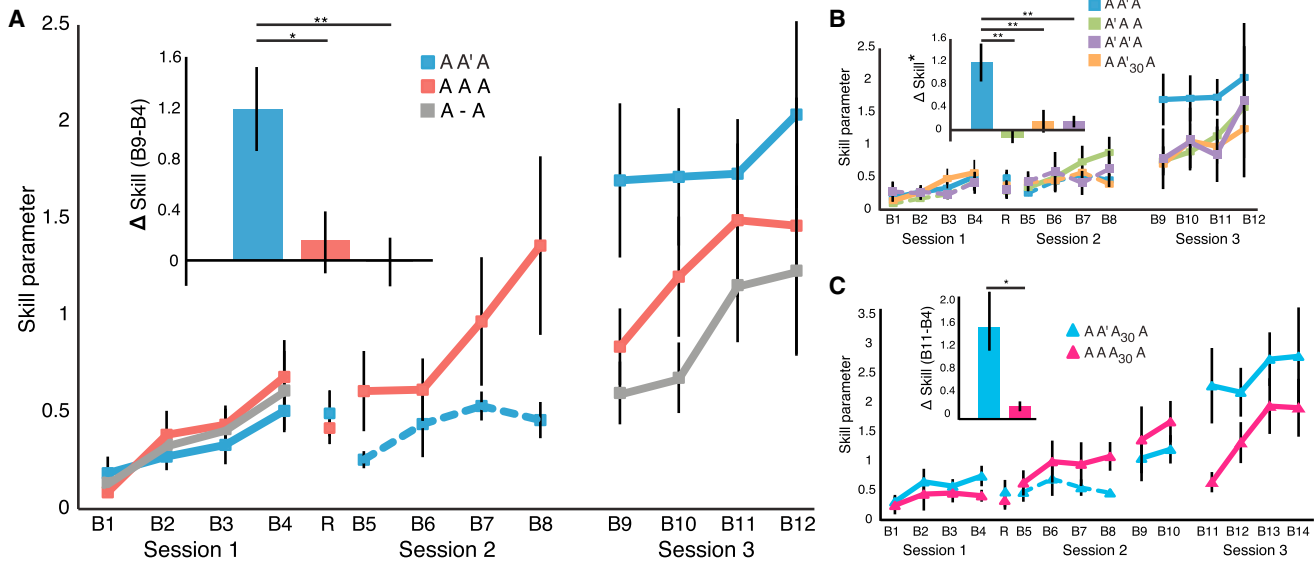 A
2.5
2
1.5
1
0.5
0
Skill parameter
1.6
1.2
0.8
0.4
0
Δ Skill (B9-B4)
**
*
A A' A
A A A
A - A
B1 B2 B3 B4 R B5 B6 B7 B8 B9 B10 B11 B12
Session 1 Session 2 Session 3
B
2.5
2
1.5
1
0.5
0
Skill parameter
1.6
1.2
0.8
0.4
0
Δ Skill*
**
**
**
A A' A
A' A A
A' A' A
A A'30 A
B1 B2 B3 B4 R B5 B6 B7 B8 B9 B10 B11 B12
Session 1 Session 2 Session 3
C
3.5
3
2.5
2
1.5
1
0.5
0
Skill parameter
2.0
1.6
1.2
0.8
0.4
0
Δ Skill (B11-B4)
*
A A' A30 A
A A A30 A
B1 B2 B3 B4 R B5 B6 B7 B8 B9 B10 B11 B12 B13 B14
Session 1 Session 2 Session 3